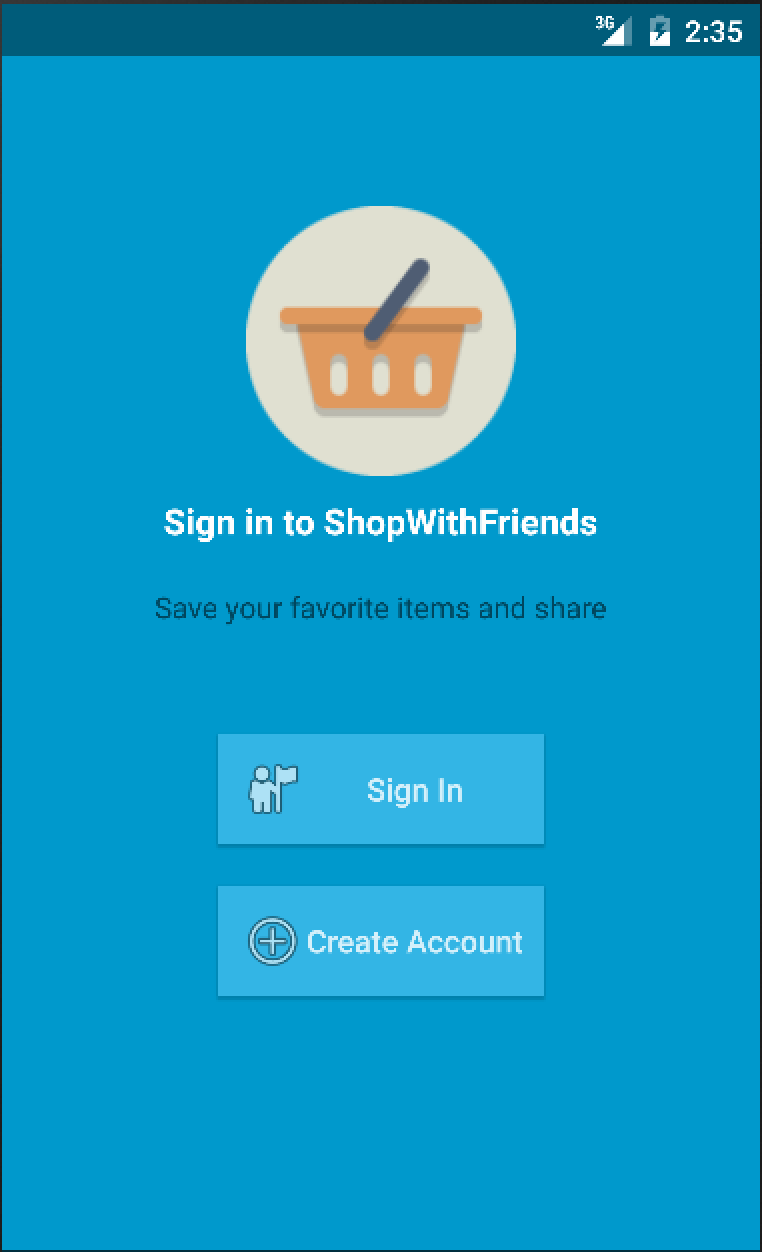 3G 2:35
Sign in to ShopWithFriends
Save your favorite items and share
Sign In
Create Account